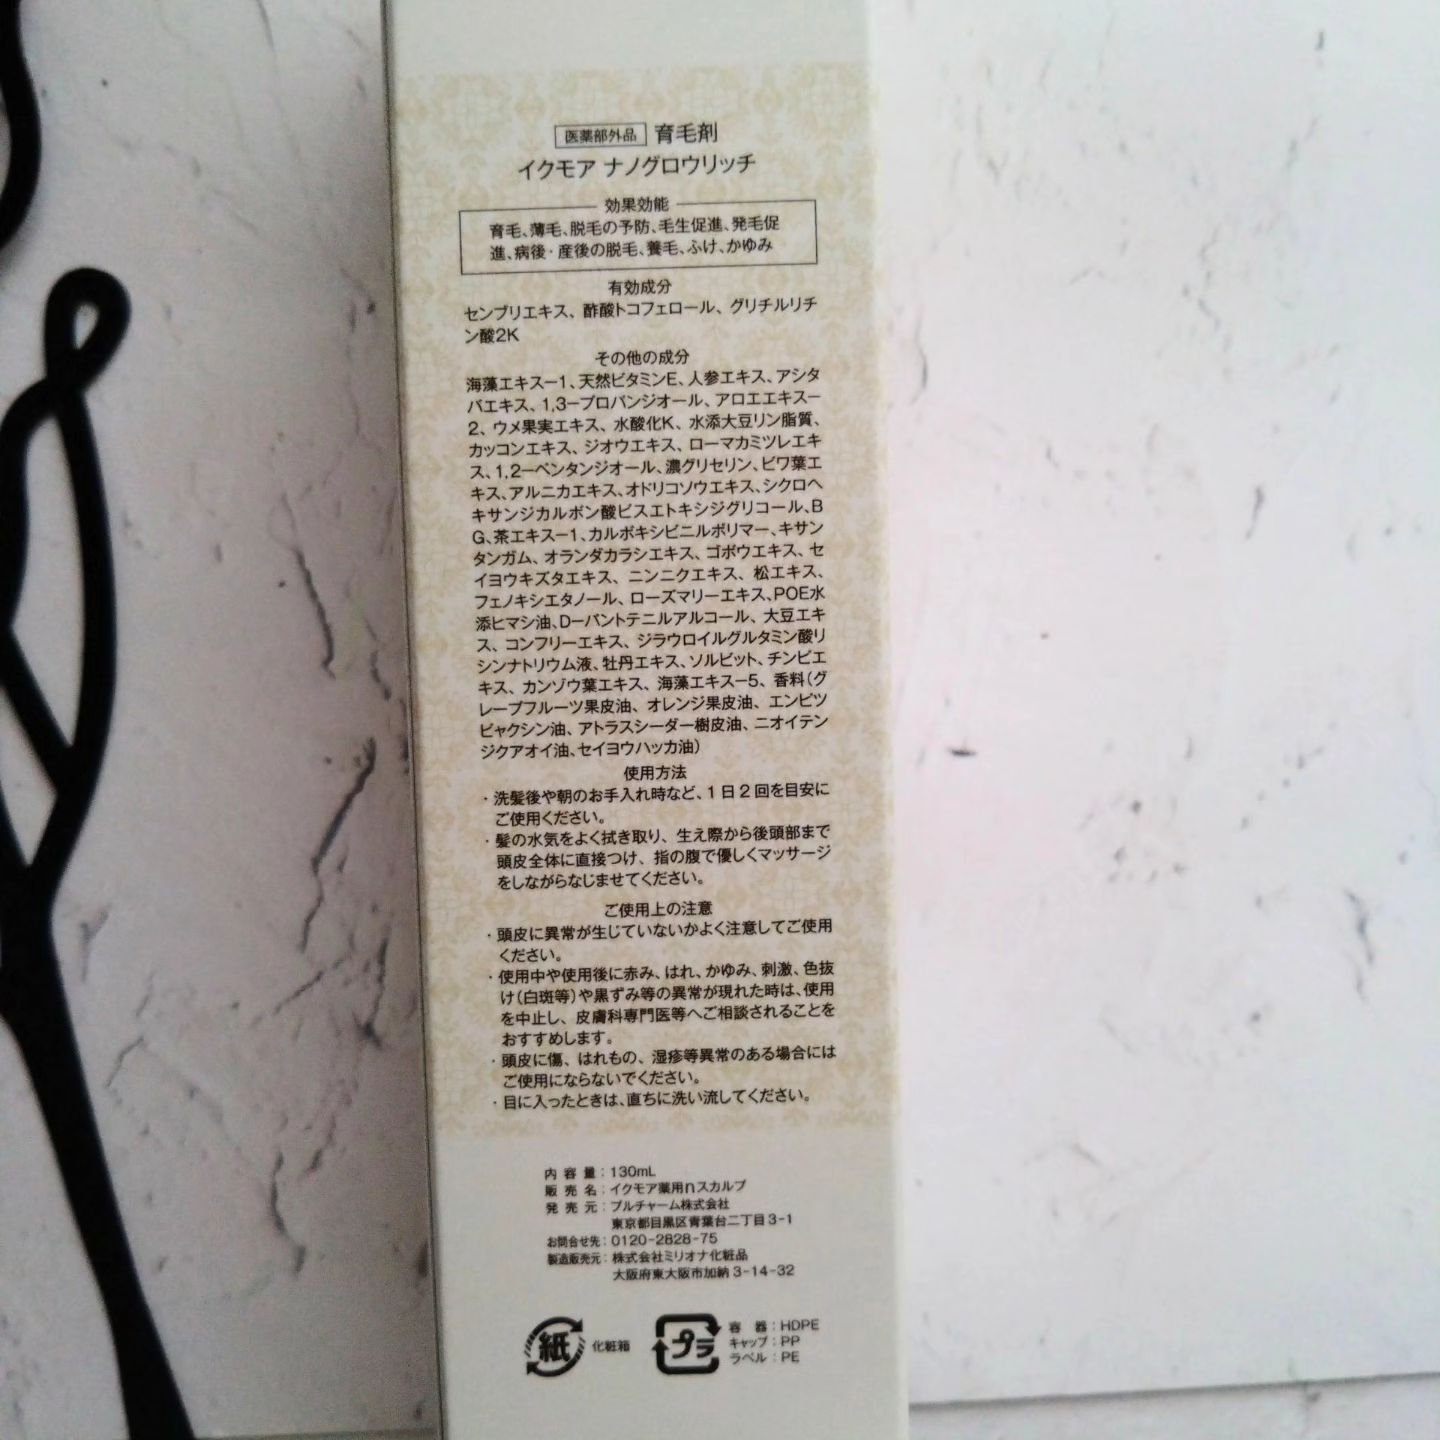 医薬部外品 育毛剤
イクモア ナノグロウリッチ
効果効能
育毛、薄毛、脱毛の予防、毛生促進、発毛促
進、病後・産後の脱毛、養毛、ふけ、かゆみ
有効成分
センブリエキス、酢酸トコフェロール、グリチルリチ
ン酸2K
その他の成分
海藻エキス-1、天然ビタミンE、人参エキス、アシタ
バエキス、1,3-プロパンジオール、アロエエキス-
2、ウメ果実エキス、水酸化K、水添大豆リン脂質、
カッコンエキス、ジオウエキス、ローマカミツレエキ
ス、1,2-ペンタンジオール、濃グリセリン、ビワ葉エ
キス、アルニカエキス、オドリコソウエキス、シクロヘ
キサンジカルボン酸ビスエトキシジグリコール、B
G、茶エキス-1、カルボキシビニルポリマー、キサン
タンガム、オランダカラシエキス、ゴボウエキス、セ
イヨウキズタエキス、ニンニクエキス、松エキス、
フェノキシエタノール、ローズマリーエキス、POE水
添ヒマシ油、D-パントテニルアルコール、大豆エキ
ス、コンフリーエキス、ジラウロイルグルタミン酸リ
シンナトリウム液、牡丹エキス、ソルビット、チンピエ
キス、カンゾウ葉エキス、海藻エキス-5、香料(グ
レープフルーツ果皮油、オレンジ果皮油、エンピツ
ビャクシン油、アトラスシーダー樹皮油、ニオイテン
ジクアオイ油、セイヨウハッカ油)
使用方法
・洗髪後や朝のお手入れ時など、1日2回を目安に
ご使用ください。
・髪の水気をよく拭き取り、生え際から後頭部まで
頭皮全体に直接つけ、指の腹で優しくマッサージ
をしながらなじませてください。
ご使用上の注意
・頭皮に異常が生じていないかよく注意してご使用
ください。
・使用中や使用後に赤み、はれ、かゆみ、刺激、色抜
け(白斑等)や黒ずみ等の異常が現れた時は、使用
を中止し、皮膚科専門医等へご相談されることを
おすすめします。
・頭皮に傷、はれもの、湿疹等異常のある場合には
ご使用にならないでください。
・目に入ったときは、直ちに洗い流してください。
内容量:130mL
販売名:イクモア薬用nスカルプ
発売元:プルチャーム株式会社
東京都目黒区青葉台二丁目3-1
お問合せ先:0120-2828-75
製造販売元:株式会社ミリオナ化粧品
大阪府東大阪市加納3-14-32
紙 化粧箱
プラ
容器:HDPE
キャップ:PP
ラベル:PE